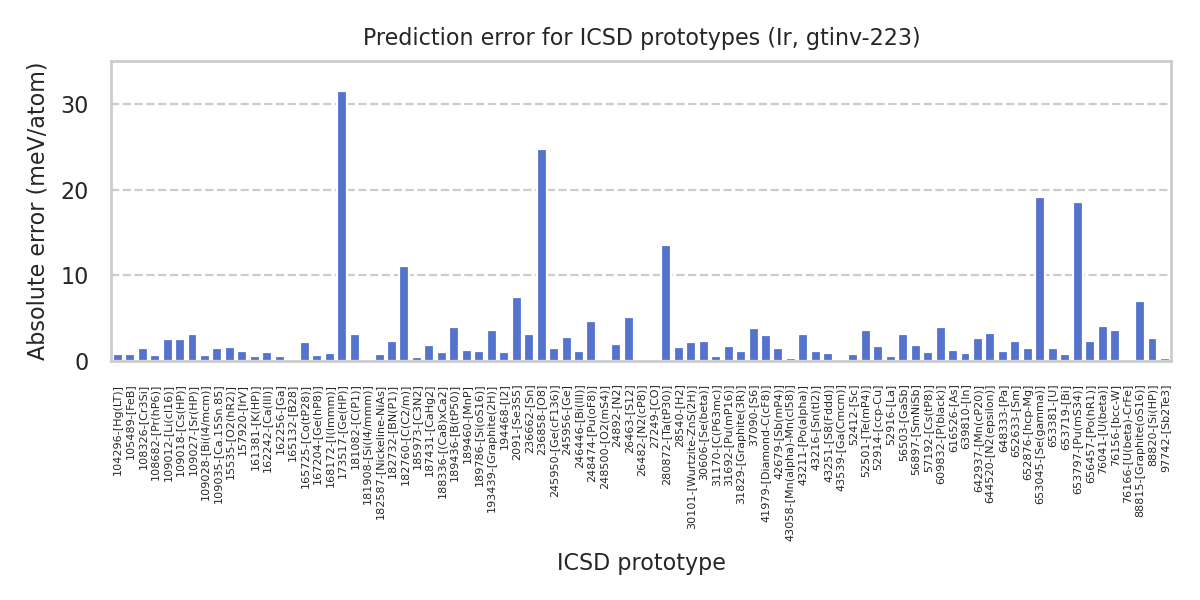 Prediction error for ICSD prototypes (Ir, gtinv-223)
Absolute error (meV/atom)
30
20
10
0
104296-[Hg(LT)]
105489-[FeB]
108326-[Cr3Si]
108682-[Pr(hP6)]
109012-[Li(cI16)]
109018-[Cs(HP)]
109027-[Sr(HP)]
109028-[Bi(I4/mcm)]
109035-[Ca.15Sn.85]
15535-[O2(hR2)]
157920-[IrV]
161381-[K(HP)]
162242-[Ca(III)]
162256-[Ga]
165132-[B28]
165725-[Co(tP28)]
167204-[Ge(hP8)]
168172-[I(Immm)]
173517-[Ge(HP)]
181082-[C(P1)]
181908-[Si(I4/mmm)]
182587-[Nickeline-NiAs]
182732-[BN(P1)]
182760-[C(C2/m)]
185973-[C3N2]
187431-[CaHg2]
188336-[(Ca8)xCa2]
189436-[B(tP50)]
189460-[MnP]
189786-[Si(oS16)]
193439-[Graphite(2H)]
194468-[I2]
2091-[Se3S5]
236662-[Sn]
236858-[O8]
245950-[Ge(cF136)]
245956-[Ge]
246446-[Bi(III)]
248474-[Pu(oF8)]
248500-[O2(mS4)]
24892-[N2]
26463-[S12]
26482-[N2(cP8)]
27249-[CO]
280872-[Ta(tP30)]
28540-[H2]
30101-[Wurtzite-ZnS(2H)]
30606-[Se(beta)]
31170-[C(P63mc)]
31692-[Pu(mP16)]
31829-[Graphite(3R)]
37090-[S6]
41979-[Diamond-C(cF8)]
42679-[Sb(mP4)]
43058-[Mn(alpha)-Mn(cI58)]
43211-[Po(alpha)]
43216-[Sn(tI2)]
43251-[S8(Fddd)]
43539-[Ga(Cmcm)]
52412-[Sc]
52501-[Te(mP4)]
52914-[ccp-Cu]
52916-[La]
56503-[GaSb]
56897-[SmNiSb]
57192-[Cs(tP8)]
609832-[P(black)]
616526-[As]
639810-[In]
642937-[Mn(cP20)]
644520-[N2(epsilon)]
648333-[Pa]
652633-[Sm]
652876-[hcp-Mg]
653045-[Se(gamma)]
653381-[U]
653719-[Bi]
653797-[Pu(mS34)]
656457-[Po(hR1)]
76041-[U(beta)]
76156-[bcc-W]
76166-[U(beta)-CrFe]
88815-[Graphite(oS16)]
88820-[Si(HP)]
97742-[Sb2Te3]
ICSD prototype